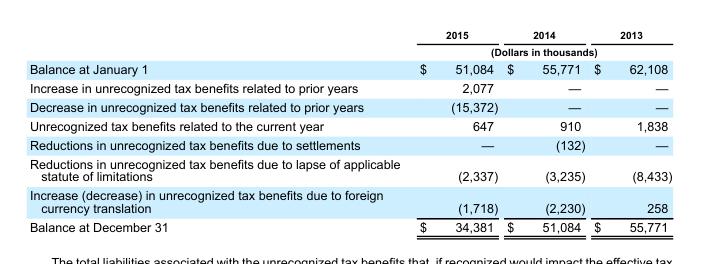 2015 2014 2013
(Dollars in thousands)
Balance at January 1 $ 51,084 $ 55,771 $ 62,108
Increase in unrecognized tax benefits related to prior years 2,077 — —
Decrease in unrecognized tax benefits related to prior years (15,372) — —
Unrecognized tax benefits related to the current year 647 910 1,838
Reductions in unrecognized tax benefits due to settlements — (132) —
Reductions in unrecognized tax benefits due to lapse of applicable
statute of limitations (2,337) (3,235) (8,433)
Increase (decrease) in unrecognized tax benefits due to foreign
currency translation (1,718) (2,230) 258
Balance at December 31 $ 34,381 $ 51,084 $ 55,771
The total liabilities associated with the unrecognized tax benefits that, if recognized would impact the effective tax